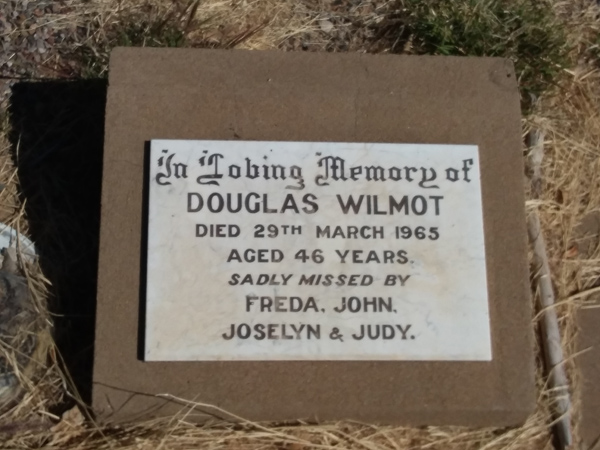 In Loving Memory of
DOUGLAS WILMOT
DIED 29TH MARCH 1965
AGED 46 YEARS.
SADLY MISSED BY
FREDA, JOHN,
JOSELYN & JUDY.